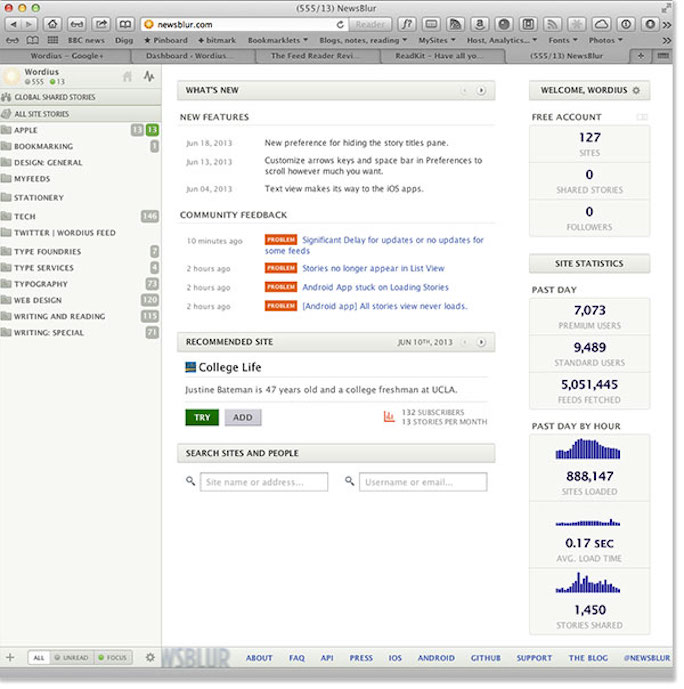 (555/13) NewsBlur
newsblur.com
Reader
BBC news Digg Pinboard + bitmark Bookmarklets Blogs, notes, reading MySites Host, Analytics... Fonts Photos
Wordius – Google+ Dashboard ‹ Wordius... The Feed Reader Revi... ReadKit – Have all yo... (555/13) NewsBlur
Wordius
555 13
GLOBAL SHARED STORIES
ALL SITE STORIES
APPLE 13 13
BOOKMARKING 1
DESIGN: GENERAL
MYFEEDS
STATIONERY
TECH 146
TWITTER | WORDIUS FEED
TYPE FOUNDRIES 7
TYPE SERVICES 4
TYPOGRAPHY 73
WEB DESIGN 120
WRITING AND READING 115
WRITING: SPECIAL 71
WHAT'S NEW
NEW FEATURES
Jun 18, 2013 New preference for hiding the story titles pane.
Jun 13, 2013 Customize arrows keys and space bar in Preferences to
scroll however much you want.
Jun 04, 2013 Text view makes its way to the iOS apps.
COMMUNITY FEEDBACK
10 minutes ago PROBLEM Significant Delay for updates or no updates for
some feeds
2 hours ago PROBLEM Stories no longer appear in List View
2 hours ago PROBLEM Android App stuck on Loading Stories
2 hours ago PROBLEM [Android app] All stories view never loads.
RECOMMENDED SITE JUN 10TH, 2013
College Life
Justine Bateman is 47 years old and a college freshman at UCLA.
TRY ADD
132 SUBSCRIBERS
13 STORIES PER MONTH
SEARCH SITES AND PEOPLE
Site name or address... Username or email...
WELCOME, WORDIUS
FREE ACCOUNT
127
SITES
0
SHARED STORIES
0
FOLLOWERS
SITE STATISTICS
PAST DAY
7,073
PREMIUM USERS
9,489
STANDARD USERS
5,051,445
FEEDS FETCHED
PAST DAY BY HOUR
888,147
SITES LOADED
0.17 SEC
AVG. LOAD TIME
1,450
STORIES SHARED
ALL UNREAD FOCUS
WSBLUR ABOUT FAQ API PRESS IOS ANDROID GITHUB SUPPORT THE BLOG @NEWSBLUR